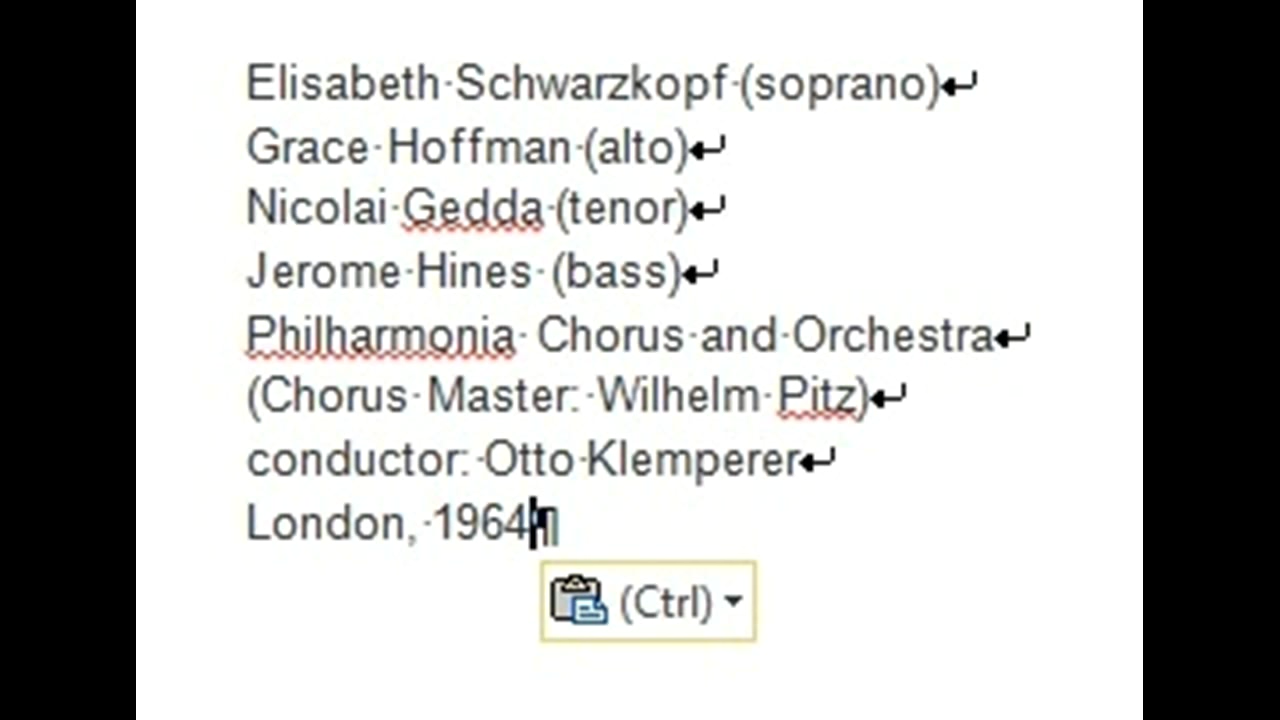 Elisabeth Schwarzkopf (soprano)
Grace Hoffman (alto)
Nicolai Gedda (tenor)
Jerome Hines (bass)
Philharmonia Chorus and Orchestra
(Chorus Master: Wilhelm Pitz)
conductor: Otto Klemperer
London, 1964
(Ctrl)